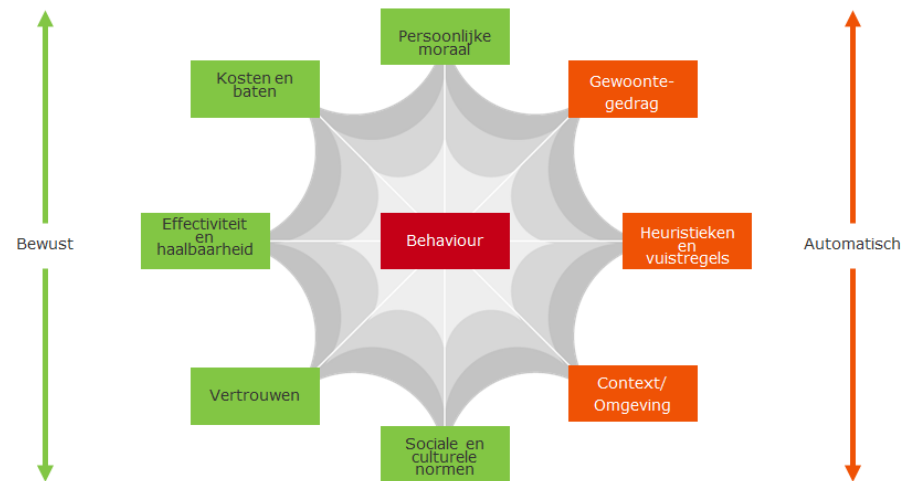 Persoonlijke
moraal
Kosten en
baten
Gewoonte-
gedrag
Effectiviteit
en
haalbaarheid
Bewust
Behaviour
Heuristieken
en
vuistregels
Automatisch
Vertrouwen
Context/
Omgeving
Sociale en
culturele
normen